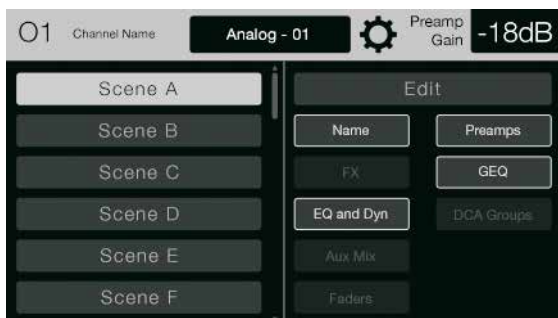 01 Channel Name Analog - 01 Preamp Gain -18dB
Scene A
Scene B
Scene C
Scene D
Scene E
Scene F
Edit
Name Preamps
FX GEQ
EQ and Dyn DCA Groups
Aux Mix
Faders